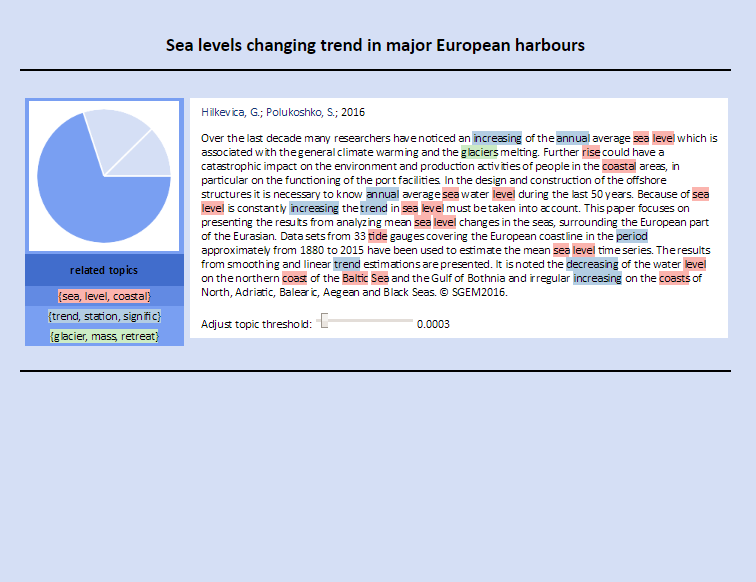 Sea levels changing trend in major European harbours
Hilkevica, G.; Polukoshko, S.; 2016
Over the last decade many researchers have noticed an increasing of the annual average sea level which is
associated with the general climate warming and the glaciers melting. Further rise could have a
catastrophic impact on the environment and production activities of people in the coastal areas, in
particular on the functioning of the port facilities. In the design and construction of the offshore
structures it is necessary to know annual average sea water level during the last 50 years. Because of sea
level is constantly increasing the trend in sea level must be taken into account. This paper focuses on
presenting the results from analyzing mean sea level changes in the seas, surrounding the European part
of the Eurasian. Data sets from 33 tide gauges covering the European coastline in the period
approximately from 1880 to 2015 have been used to estimate the mean sea level time series. The results
from smoothing and linear trend estimations are presented. It is noted the decreasing of the water level
on the northern coast of the Baltic Sea and the Gulf of Bothnia and irregular increasing on the coasts of
North, Adriatic, Balearic, Aegean and Black Seas. © SGEM2016.
Adjust topic threshold: 0.0003
related topics
{sea, level, coastal}
{trend, station, signific}
{glacier, mass, retreat}